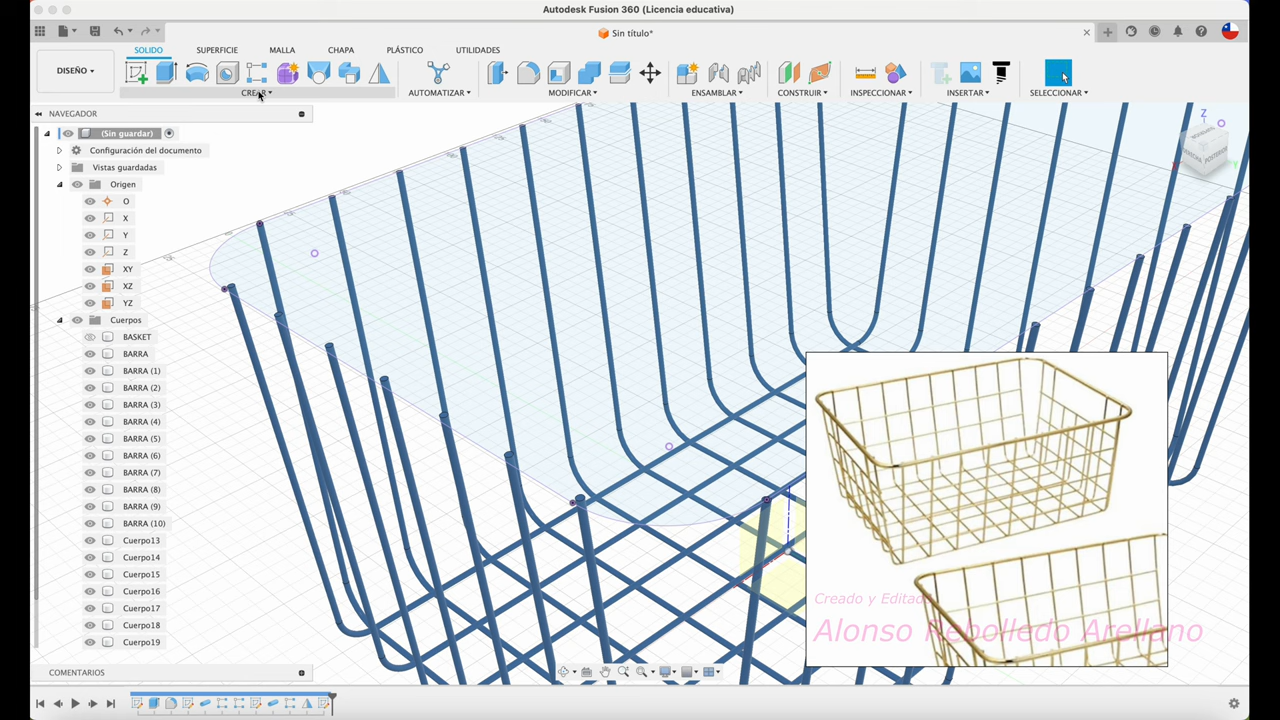 Autodesk Fusion 360 (Licencia educativa)
Sin título*
DISEÑO
SOLIDO
SUPERFICIE
MALLA
CHAPA
PLÁSTICO
UTILIDADES
CREAR
AUTOMATIZAR
MODIFICAR
ENSAMBLAR
CONSTRUIR
INSPECCIONAR
INSERTAR
SELECCIONAR
NAVEGADOR
(Sin guardar)
Configuración del documento
Vistas guardadas
Origen
O
X
Y
Z
XY
XZ
YZ
Cuerpos
BASKET
BARRA
BARRA (1)
BARRA (2)
BARRA (3)
BARRA (4)
BARRA (5)
BARRA (6)
BARRA (7)
BARRA (8)
BARRA (9)
BARRA (10)
Cuerpo13
Cuerpo14
Cuerpo15
Cuerpo16
Cuerpo17
Cuerpo18
Cuerpo19
COMENTARIOS
Z
DERECHA POSTERIOR
Creado y Editado
Alonso Rebolledo Arellano